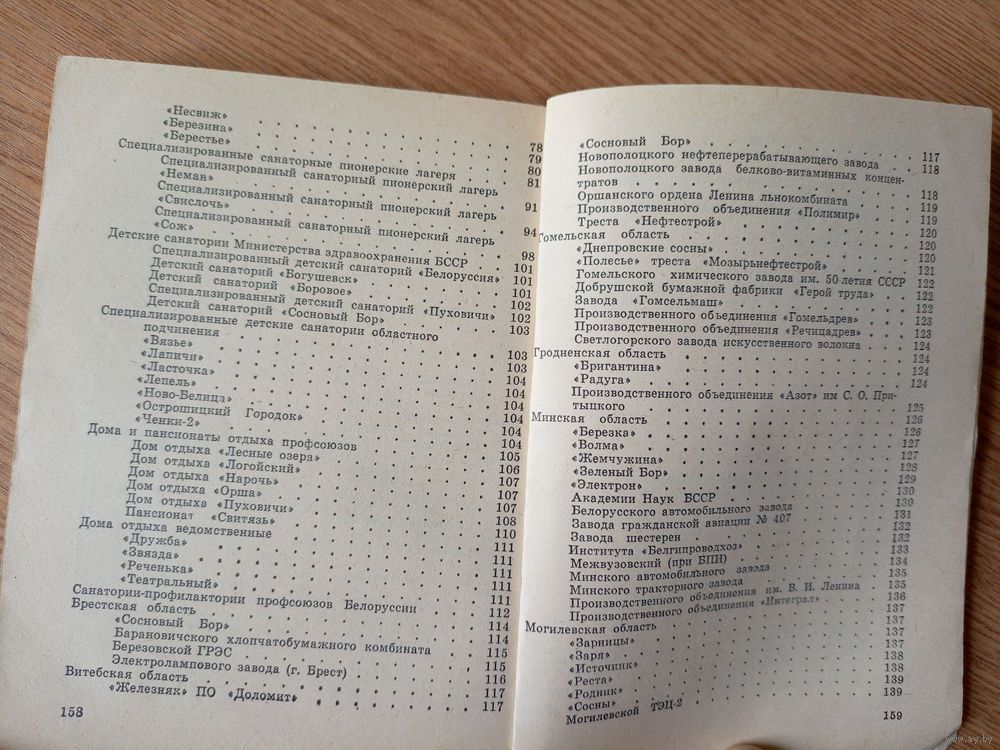 «Несвиж» 78
«Березина» 79
«Берестье» 80
Специализированные санаторные пионерские лагеря 81
Специализированный санаторный пионерский лагерь
«Неман» 91
Специализированный санаторный пионерский лагерь
«Свислочь» 94
Специализированный санаторный пионерский лагерь
«Сож» 98
Детские санатории Министерства здравоохранения БССР 101
Специализированный детский санаторий «Белоруссия» 101
Детский санаторий «Богушевск» 101
Детский санаторий «Боровое» 102
Специализированный детский санаторий «Пуховичи» 102
Детский санаторий «Сосновый Бор» 103
Специализированные детские санатории областного
подчинения 103
«Вязье» 103
«Лапичи» 104
«Ласточка» 104
«Лепель» 104
«Ново-Белица» 104
«Острошицкий Городок» 104
«Ченки-2» 104
Дома и пансионаты отдыха профсоюзов 105
Дом отдыха «Лесные озера» 106
Дом отдыха «Логойский» 107
Дом отдыха «Нарочь» 107
Дом отдыха «Орша» 107
Дом отдыха «Пуховичи» 108
Пансионат «Свитязь» 110
Дома отдыха ведомственные 111
«Дружба» 111
«Звязда» 111
«Реченька» 111
«Театральный» 111
Санатории-профилактории профсоюзов Белоруссии 112
Брестская область 114
«Сосновый Бор» 114
Барановичского хлопчатобумажного комбината 115
Березовской ГРЭС 115
Электролампового завода (г. Брест) 116
Витебская область 117
«Железняк» ПО «Доломит» 117
158
«Сосновый Бор» 117
Новополоцкого нефтеперерабатывающего завода 118
Новополоцкого завода белково-витаминных концен-
тратов 118
Оршанского ордена Ленина льнокомбината 119
Производственного объединения «Полимир» 119
Треста «Нефтестрой» 120
Гомельская область 120
«Днепровские сосны» 120
«Полесье» треста «Мозырьнефтестрой» 121
Гомельского химического завода им. 50-летия СССР 122
Добрушской бумажной фабрики «Герой труда» 122
Завода «Гомсельмаш» 122
Производственного объединения «Гомельдрев» 123
Производственного объединения «Речицадрев» 123
Светлогорского завода искусственного волокна 124
Гродненская область 124
«Бригантина» 124
«Радуга» 124
Производственного объединения «Азот» им С. О. При-
тыцкого 125
Минская область 126
«Березка» 126
«Волма» 127
«Жемчужина» 127
«Зеленый Бор» 128
«Электрон» 129
Академии Наук БССР 130
Белорусского автомобильного завода 130
Завода гражданской авиации № 407 131
Завода шестерен 132
Института «Белгипроводхоз» 132
Межвузовский (при БПИ) 133
Минского автомобильного завода 134
Минского тракторного завода 135
Производственного объединения им. В. И. Ленина 135
Производственного объединения «Интеграл» 136
Могилевская область 137
«Зарницы» 137
«Заря» 137
«Источник» 138
«Реста» 138
«Родник» 139
«Сосны» 139
Могилевской ТЭЦ-2
159
www.ay.by